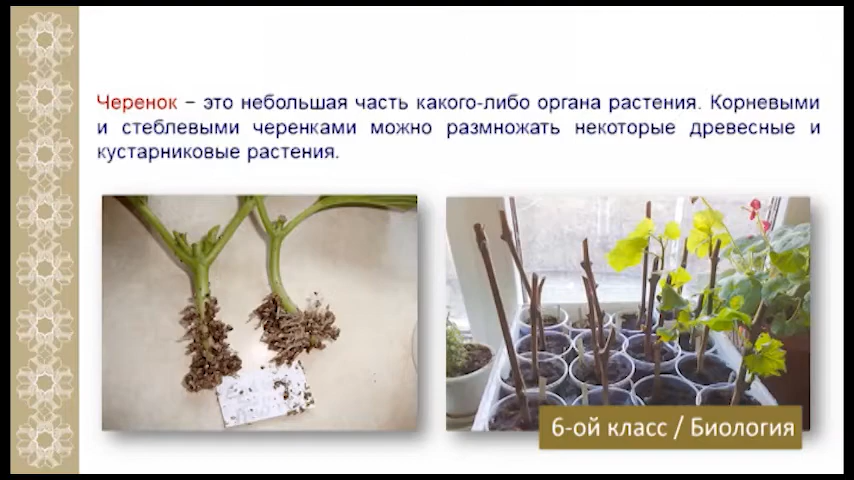 Черенок – это небольшая часть какого-либо органа растения. Корневыми
и стеблевыми черенками можно размножать некоторые древесные и
кустарниковые растения.
6-ой класс / Биология